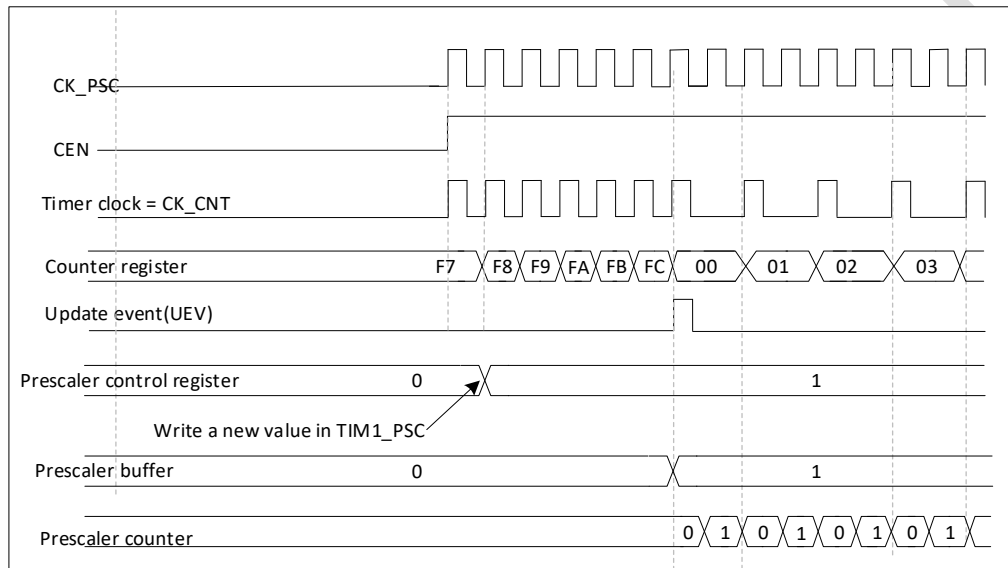 CK_PSC
CEN
Timer clock = CK_CNT
Counter register F7 F8 F9 FA FB FC 00 01 02 03
Update event(UEV)
Prescaler control register 0 1
Write a new value in TIM1_PSC
Prescaler buffer 0 1
Prescaler counter 0 1 0 1 0 1 0 1